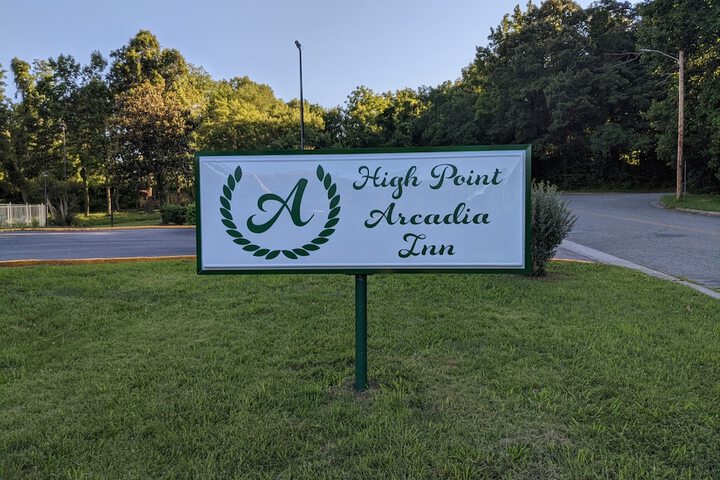 A
High Point
Arcadia
Inn